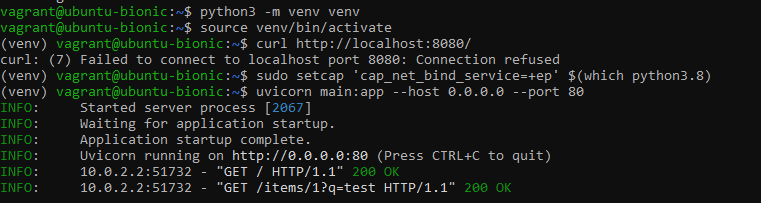 vagrant@ubuntu-bionic:~$ python3 -m venv venv
vagrant@ubuntu-bionic:~$ source venv/bin/activate
(venv) vagrant@ubuntu-bionic:~$ curl http://localhost:8080/
curl: (7) Failed to connect to localhost port 8080: Connection refused
(venv) vagrant@ubuntu-bionic:~$ sudo setcap 'cap_net_bind_service=+ep' $(which python3.8)
(venv) vagrant@ubuntu-bionic:~$ uvicorn main:app --host 0.0.0.0 --port 80
INFO:     Started server process [2067]
INFO:     Waiting for application startup.
INFO:     Application startup complete.
INFO:     Uvicorn running on http://0.0.0.0:80 (Press CTRL+C to quit)
INFO:     10.0.2.2:51732 - "GET / HTTP/1.1" 200 OK
INFO:     10.0.2.2:51732 - "GET /items/1?q=test HTTP/1.1" 200 OK